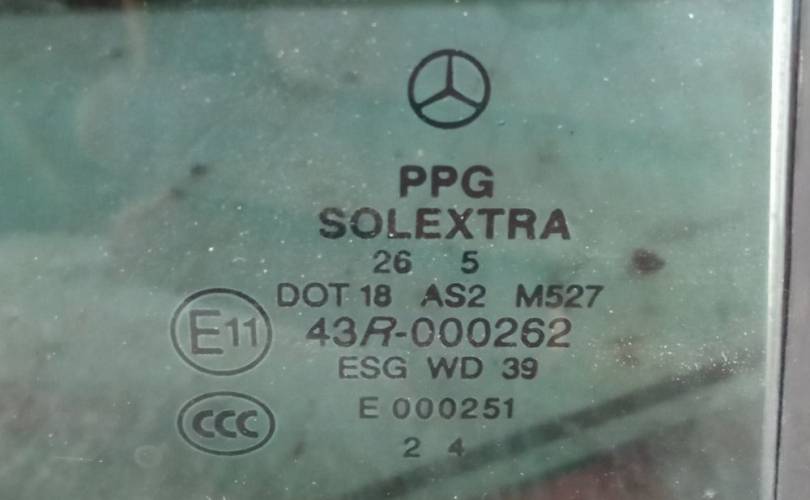 PPG
SOLEXTRA
26 5
DOT 18 AS2 M527
E11 43R-000262
ESG WD 39
CCC E 000251
2 4